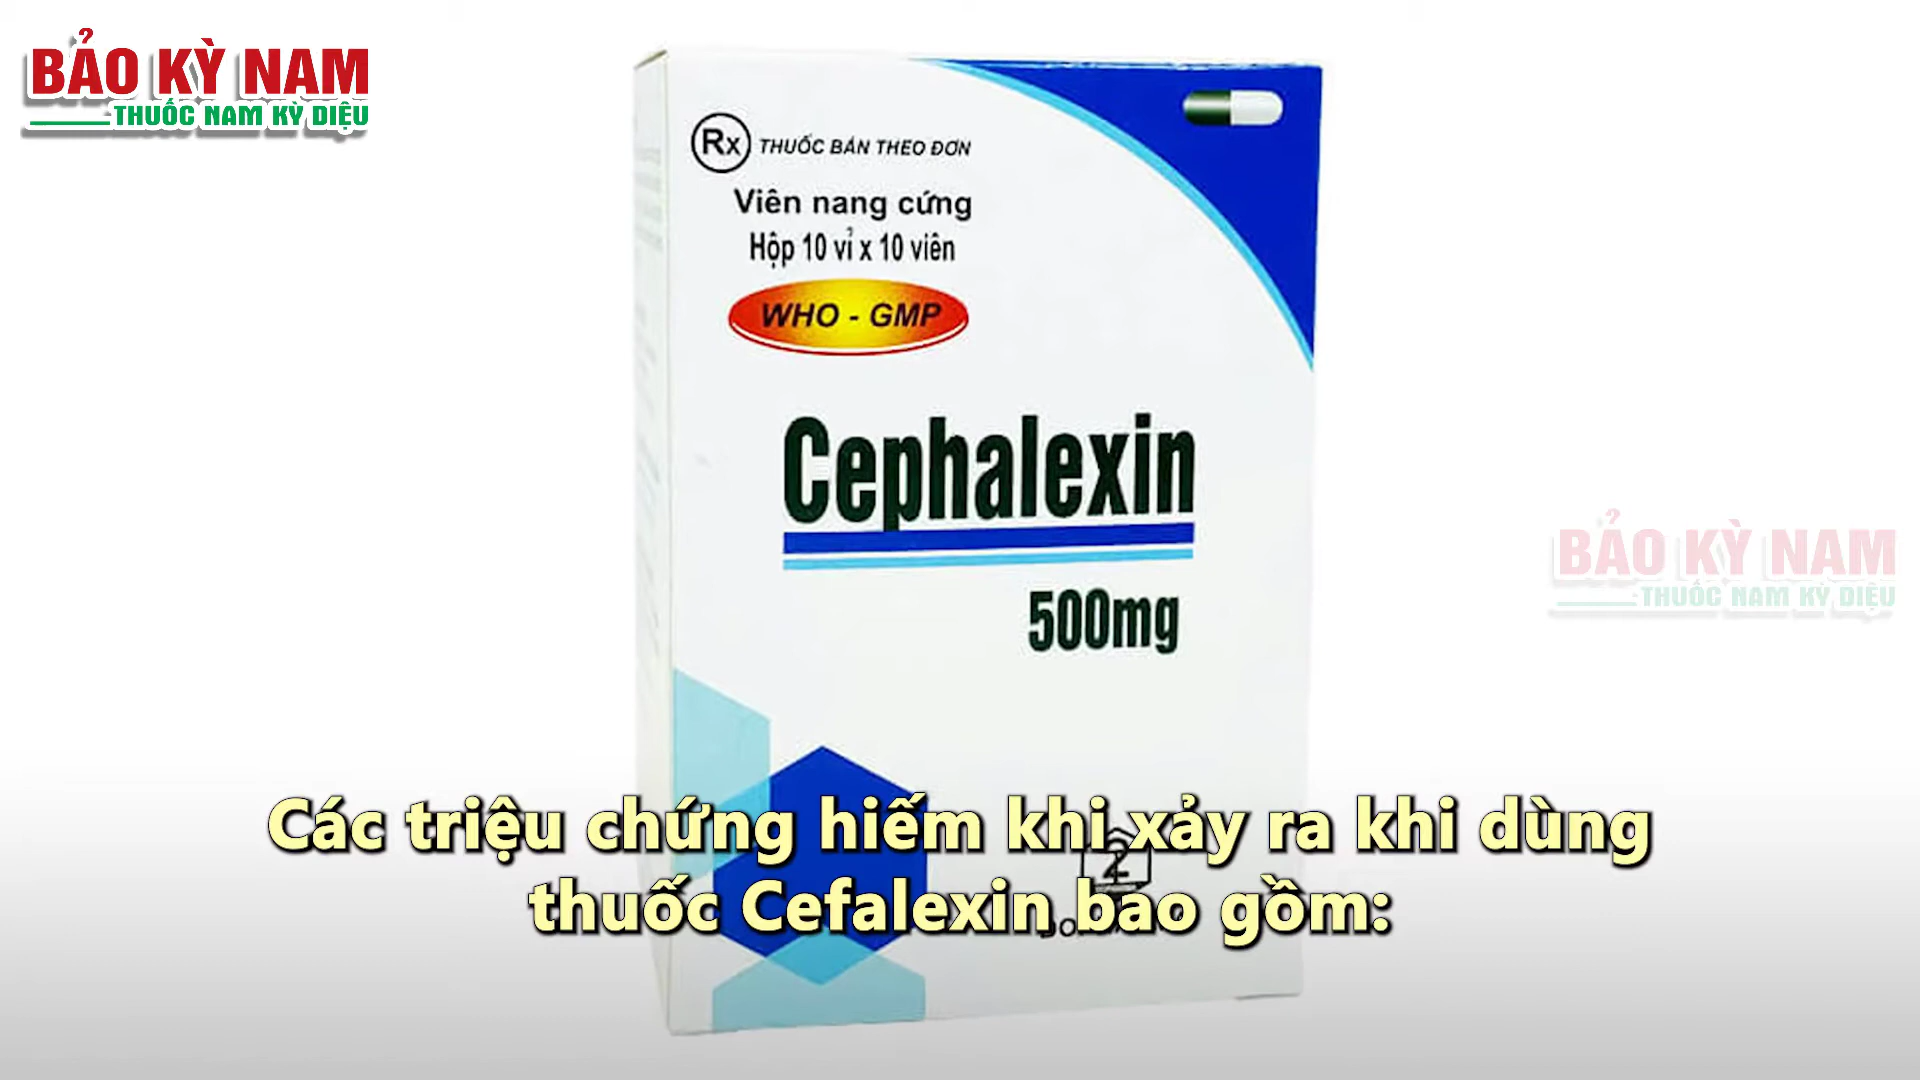 BẢO KỲ NAM
THUỐC NAM KỲ DIỆU
Rx THUỐC BÁN THEO ĐƠN
Viên nang cứng
Hộp 10 vỉ x 10 viên
WHO - GMP
Cephalexin
500mg
BẢO KỲ NAM
THUỐC NAM KỲ DIỆU
Các triệu chứng hiếm khi xảy ra khi dùng
thuốc Cefalexin bao gồm: